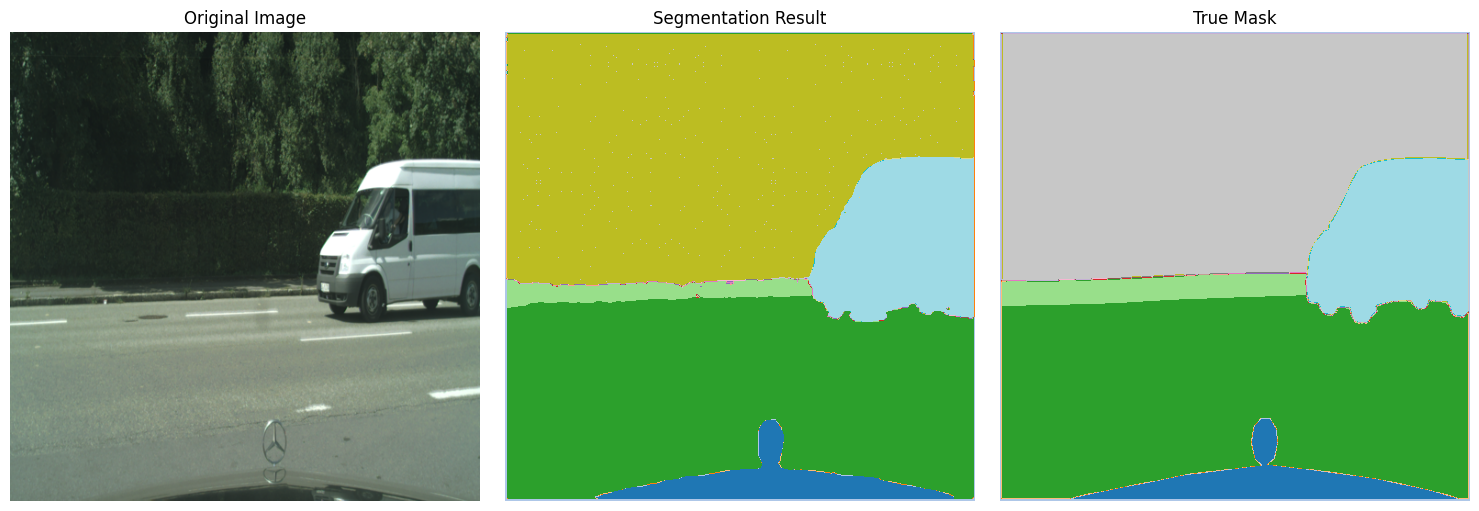 Original Image
Segmentation Result
True Mask